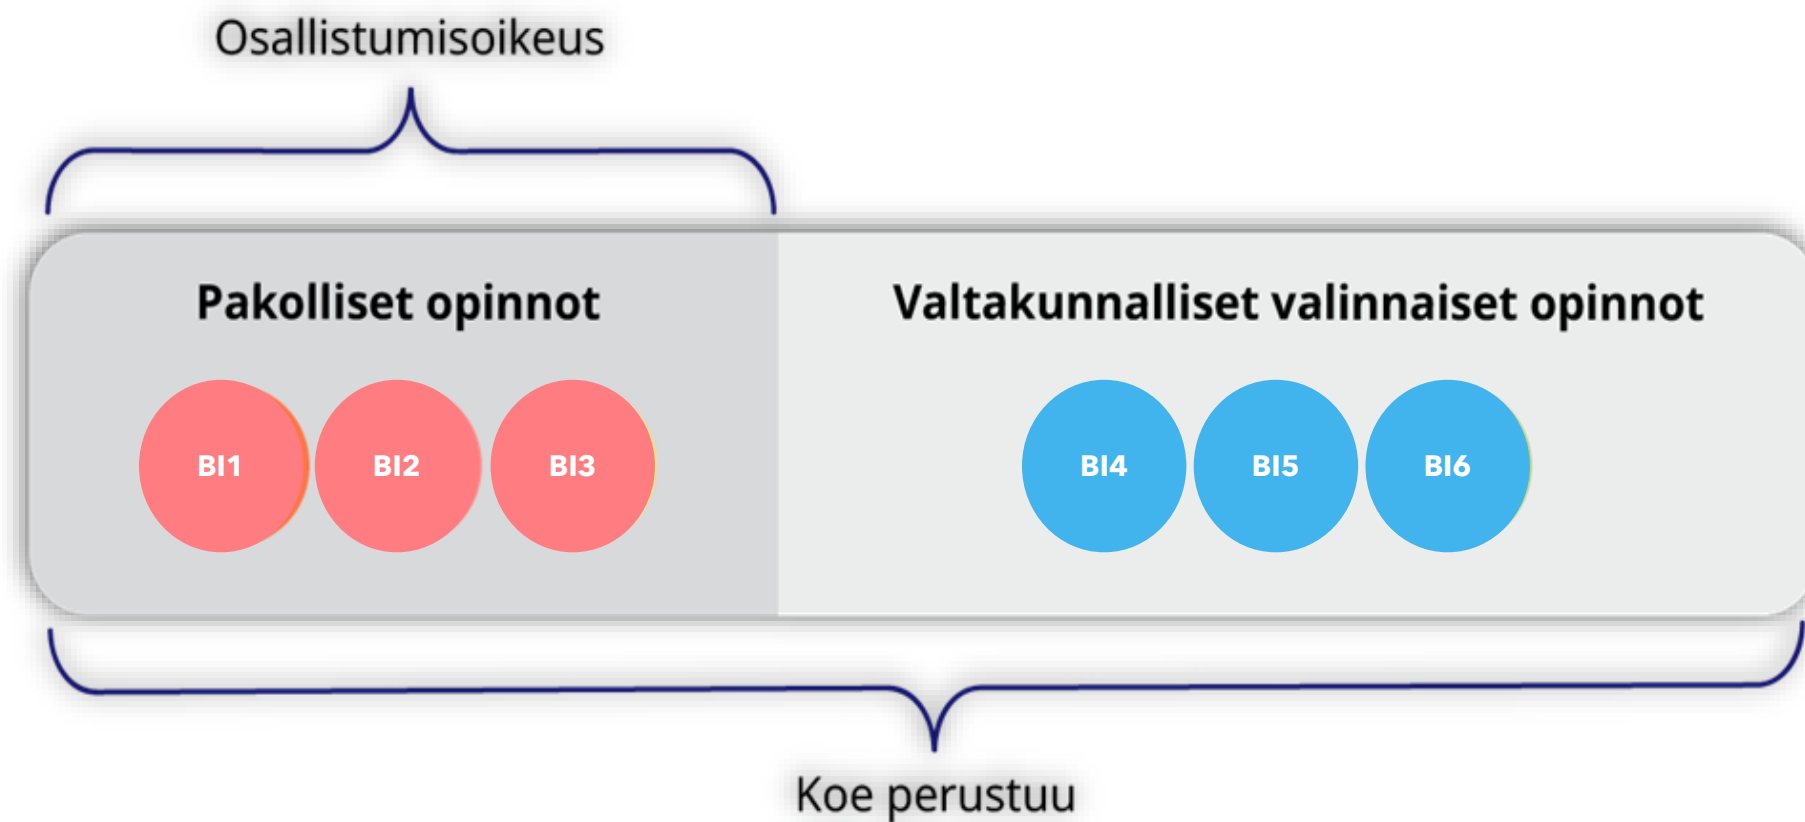 Osallistumisoikeus
Pakolliset opinnot
Valtakunnalliset valinnaiset opinnot
BI1 BI2 BI3
BI4 BI5 BI6
Koe perustuu